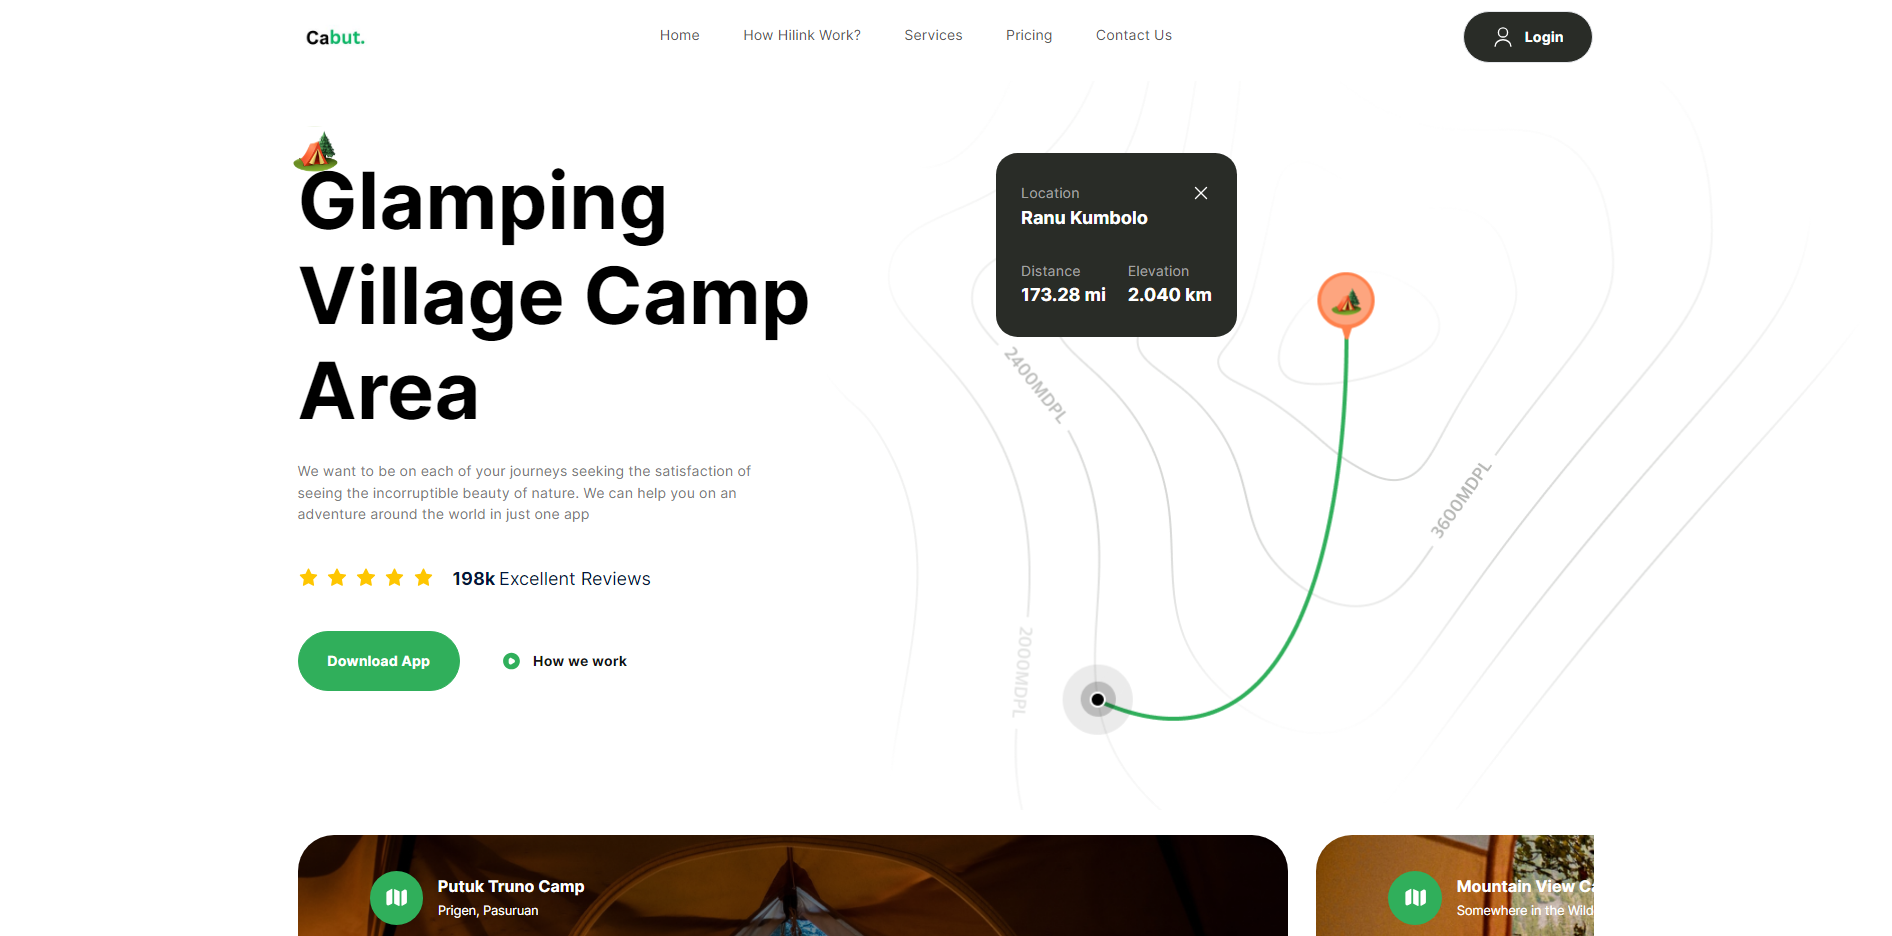 Cabut.
Home
How Hilink Work?
Services
Pricing
Contact Us
Login
Glamping
Village Camp
Area
We want to be on each of your journeys seeking the satisfaction of
seeing the incorruptible beauty of nature. We can help you on an
adventure around the world in just one app
198k Excellent Reviews
Download App
How we work
Location
Ranu Kumbolo
Distance
Elevation
173.28 mi
2.040 km
2400MDPL
3600MDPL
2000MDPL
Putuk Truno Camp
Prigen, Pasuruan
Mountain View Ca
Somewhere in the Wild